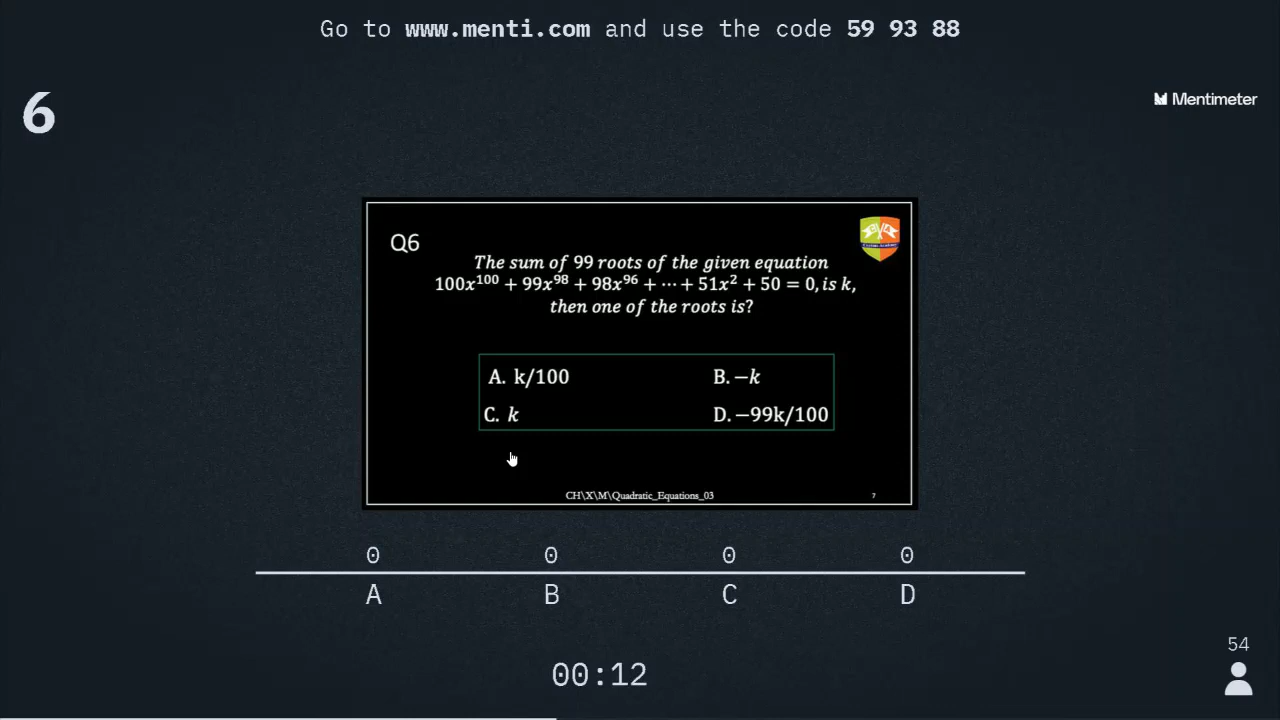 Go to www.menti.com and use the code 59 93 88
6
Mentimeter
Q6
The sum of 99 roots of the given equation
100x¹⁰⁰ + 99x⁹⁸ + 98x⁹⁶ + ⋯ + 51x² + 50 = 0, is k,
then one of the roots is?
A. k/100 B. −k
C. k D. −99k/100
CH\X\M\Quadratic_Equations_03 7
0 0 0 0
A B C D
54
00:12